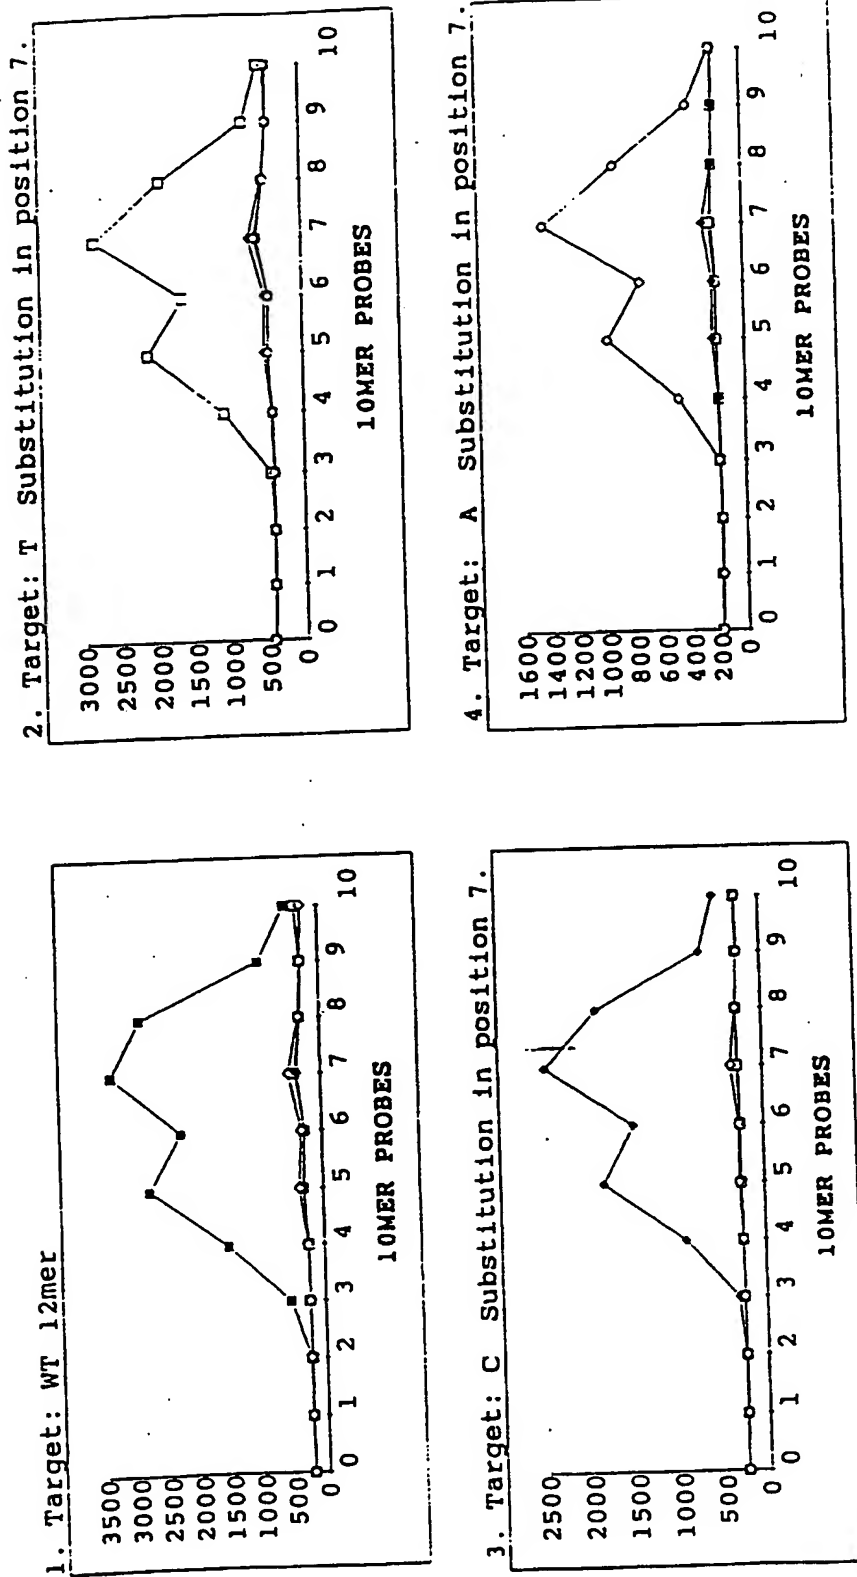 1. Target: WT 12mer
3500
3000
2500
2000
1500
1000
500
0
0 1 2 3 4 5 6 7 8 9 10
10MER PROBES
2. Target: T Substitution in position 7.
3000
2500
2000
1500
1000
500
0
0 1 2 3 4 5 6 7 8 9 10
10MER PROBES
3. Target: C Substitution in position 7.
2500
2000
1500
1000
500
0
0 1 2 3 4 5 6 7 8 9 10
10MER PROBES
4. Target: A Substitution in position 7.
1600
1400
1200
1000
800
600
400
200
0
0 1 2 3 4 5 6 7 8 9 10
10MER PROBES